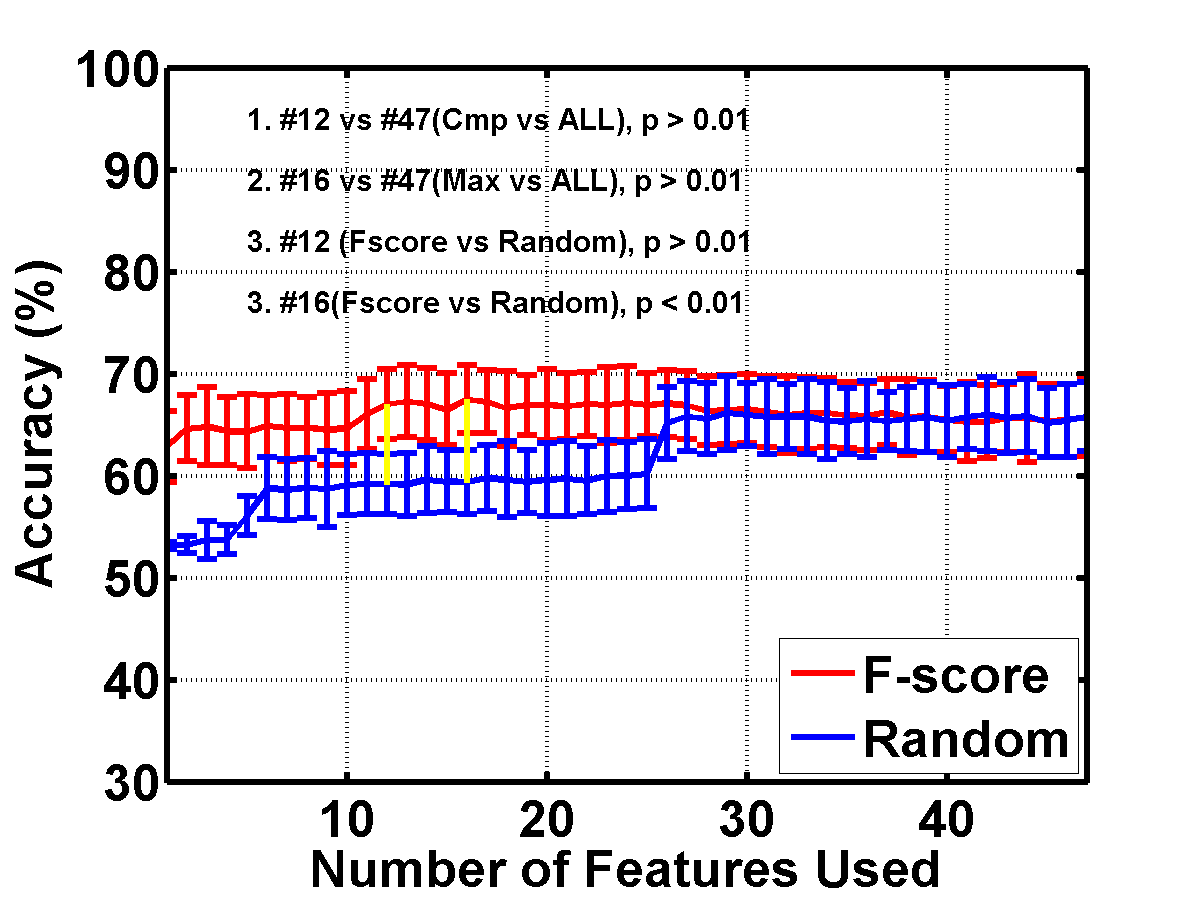 100
90
80
70
60
50
40
30
Accuracy (%)
1. #12 vs #47(Cmp vs ALL), p > 0.01
2. #16 vs #47(Max vs ALL), p > 0.01
3. #12 (Fscore vs Random), p > 0.01
3. #16(Fscore vs Random), p < 0.01
F-score
Random
10 20 30 40
Number of Features Used